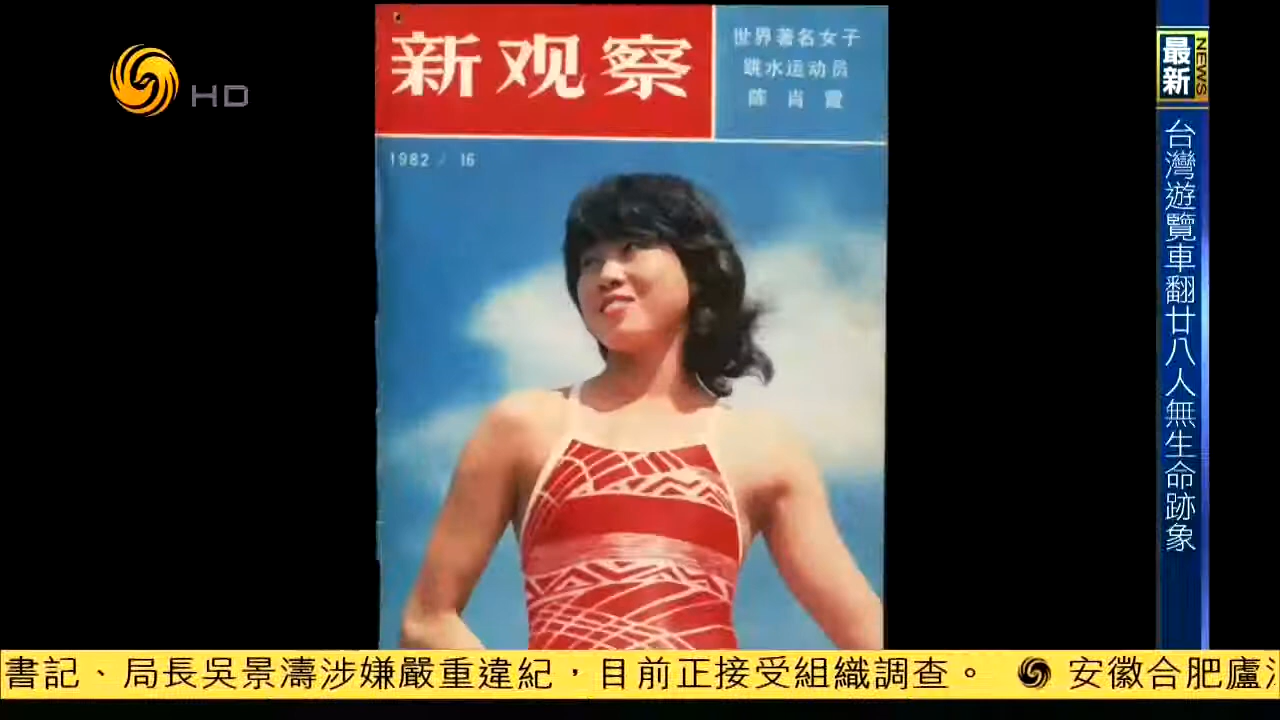 HD
新观察
世界著名女子
跳水运动员
陈肖霞
1982 / 16
最新
NEWS
台灣遊覽車翻廿八人無生命跡象
書記、局長吳景濤涉嫌嚴重違紀，目前正接受組織調查。 安徽合肥廬